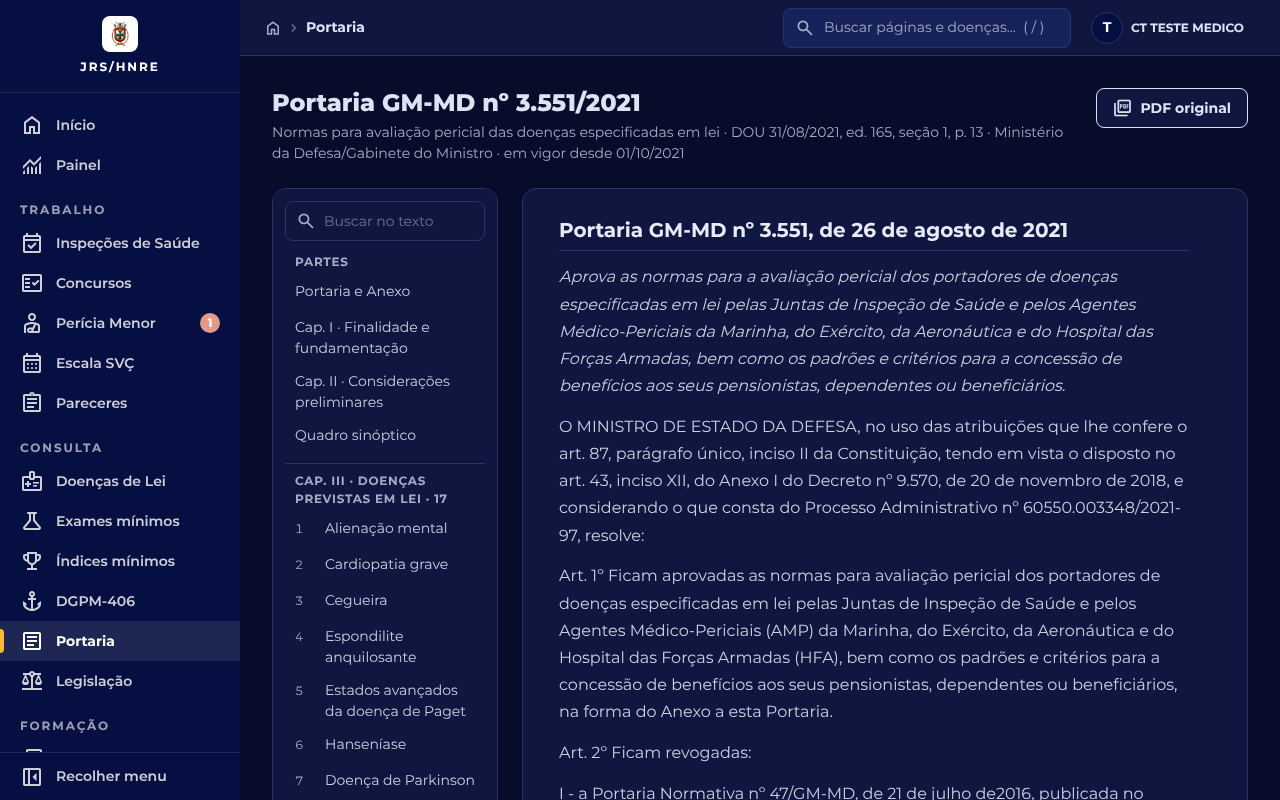 JRS/HNRE
Início
Painel
TRABALHO
Inspeções de Saúde
Concursos
Perícia Menor
1
Escala SVÇ
Pareceres
CONSULTA
Doenças de Lei
Exames mínimos
Índices mínimos
DGPM-406
Portaria
Legislação
FORMAÇÃO
Recolher menu
Portaria
Buscar páginas e doenças... ( / )
T
CT TESTE MEDICO
Portaria GM-MD nº 3.551/2021
Normas para avaliação pericial das doenças especificadas em lei · DOU 31/08/2021, ed. 165, seção 1, p. 13 · Ministério
da Defesa/Gabinete do Ministro · em vigor desde 01/10/2021
PDF original
Buscar no texto
PARTES
Portaria e Anexo
Cap. I · Finalidade e
fundamentação
Cap. II · Considerações
preliminares
Quadro sinóptico
CAP. III · DOENÇAS
PREVISTAS EM LEI · 17
1 Alienação mental
2 Cardiopatia grave
3 Cegueira
4 Espondilite
anquilosante
5 Estados avançados
da doença de Paget
6 Hanseníase
7 Doença de Parkinson
Portaria GM-MD nº 3.551, de 26 de agosto de 2021
Aprova as normas para a avaliação pericial dos portadores de doenças
especificadas em lei pelas Juntas de Inspeção de Saúde e pelos Agentes
Médico-Periciais da Marinha, do Exército, da Aeronáutica e do Hospital das
Forças Armadas, bem como os padrões e critérios para a concessão de
benefícios aos seus pensionistas, dependentes ou beneficiários.
O MINISTRO DE ESTADO DA DEFESA, no uso das atribuições que lhe confere o
art. 87, parágrafo único, inciso II da Constituição, tendo em vista o disposto no
art. 43, inciso XII, do Anexo I do Decreto nº 9.570, de 20 de novembro de 2018, e
considerando o que consta do Processo Administrativo nº 60550.003348/2021-
97, resolve:
Art. 1º Ficam aprovadas as normas para avaliação pericial dos portadores de
doenças especificadas em lei pelas Juntas de Inspeção de Saúde e pelos
Agentes Médico-Periciais (AMP) da Marinha, do Exército, da Aeronáutica e do
Hospital das Forças Armadas (HFA), bem como os padrões e critérios para a
concessão de benefícios aos seus pensionistas, dependentes ou beneficiários,
na forma do Anexo a esta Portaria.
Art. 2º Ficam revogadas:
I - a Portaria Normativa nº 47/GM-MD, de 21 de julho de2016, publicada no